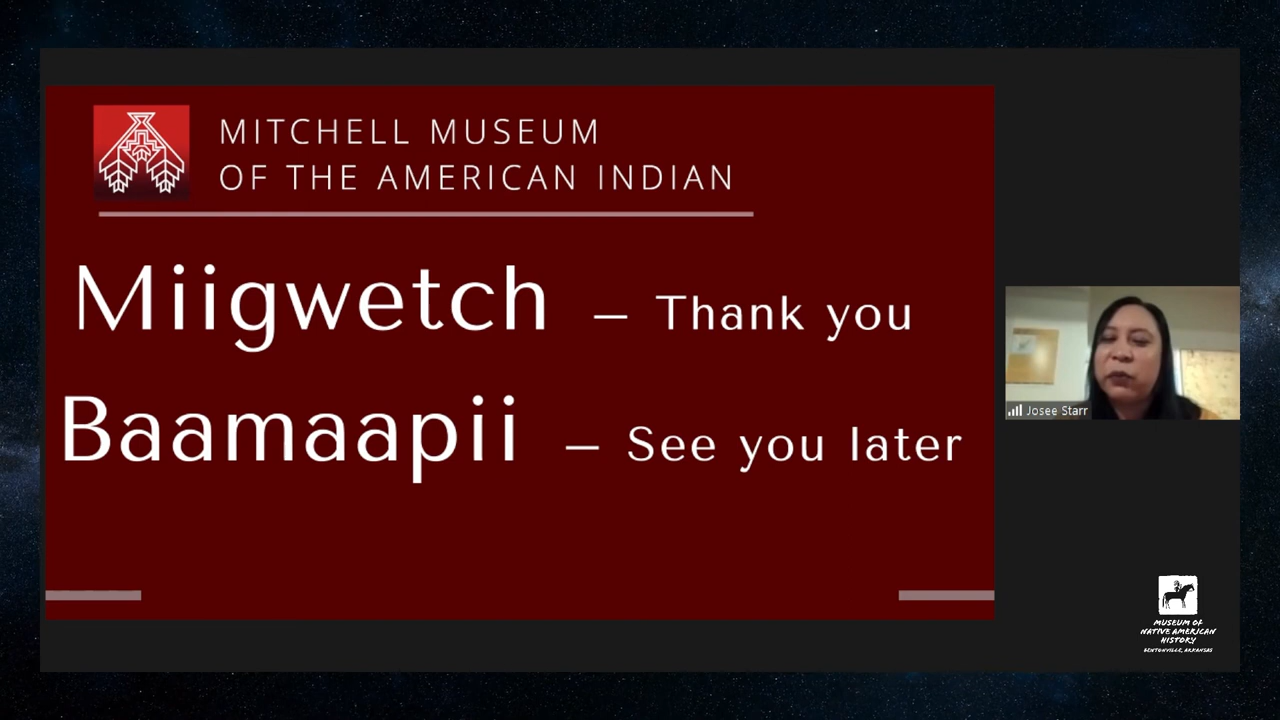 MITCHELL MUSEUM
OF THE AMERICAN INDIAN
Miigwetch – Thank you
Baamaapii – See you later
Josee Starr
MUSEUM OF
NATIVE AMERICAN
HISTORY
BENTONVILLE, ARKANSAS